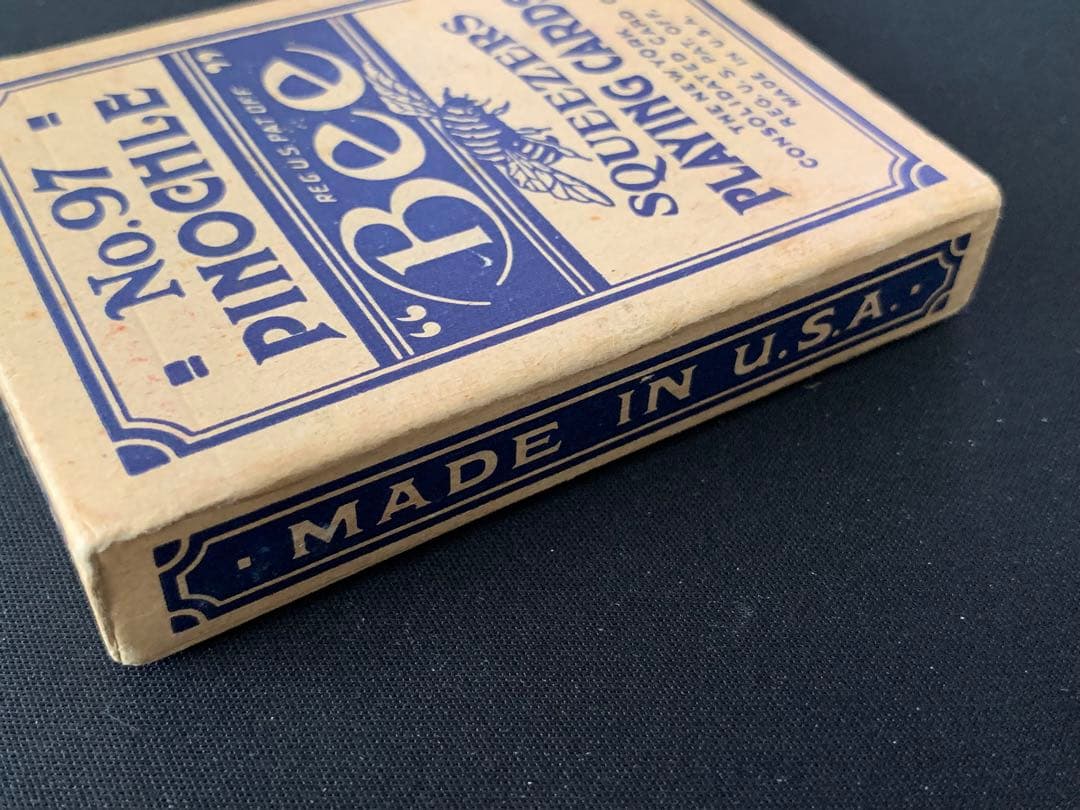 No. 97
PINOCHLE
"Bee"
REG. U.S. PAT. OFF.
SQUEEZERS
PLAYING CARDS
THE NEW YORK
CONSOLIDATED CARD
REG. U.S. PAT. OFF.
MADE IN U.S.A.
MADE IN U.S.A.